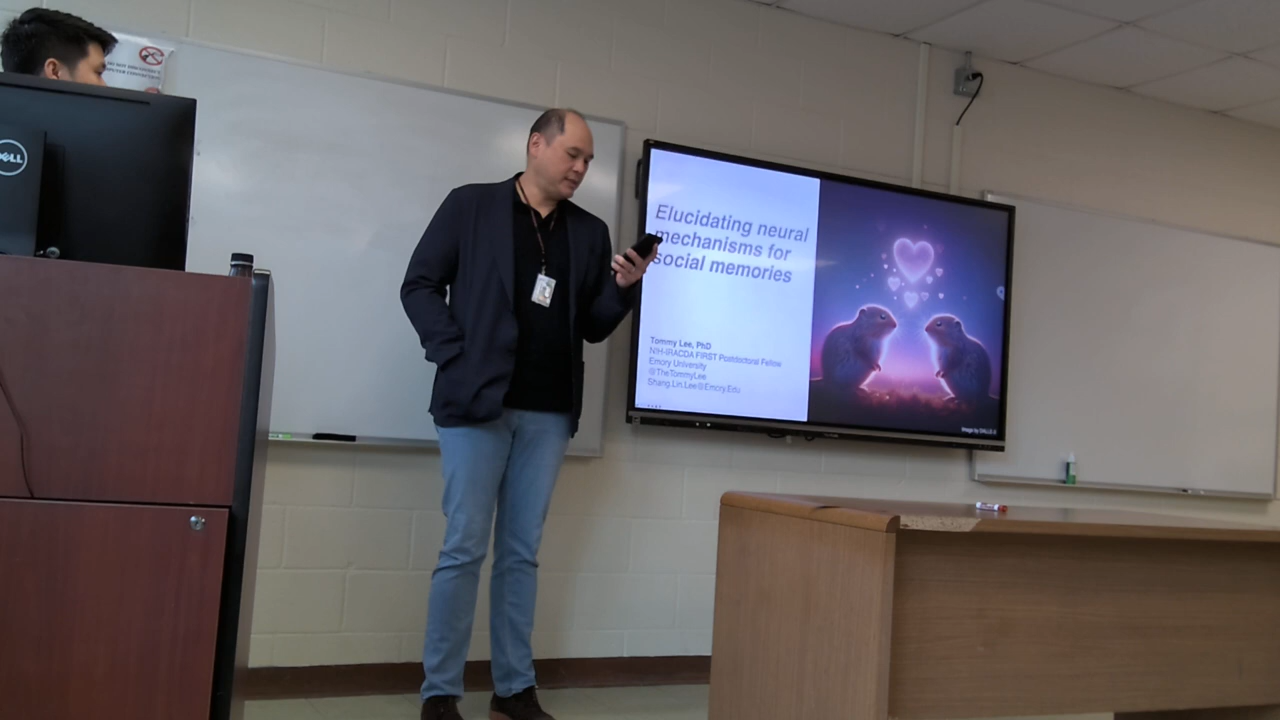 DELL
Elucidating neural
mechanisms for
social memories
Tommy Lee, PhD
NIH-IRACDA FIRST Postdoctoral Fellow
Emory University
@TheTommyLee
Shang.Lin.Lee@Emory.Edu
Image by DALL·E